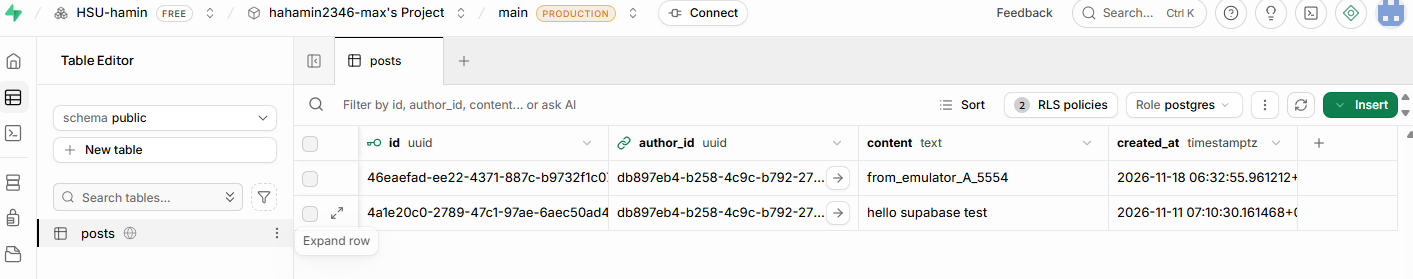 HSU-hamin FREE / hahamin2346-max's Project / main PRODUCTION / Connect Feedback Search... Ctrl K
Table Editor
posts
schema public
New table
Search tables...
posts
Filter by id, author_id, content... or ask AI Sort 2 RLS policies Role postgres Insert
id uuid author_id uuid content text created_at timestamptz
46eaefad-ee22-4371-887c-b9732f1c0 db897eb4-b258-4c9c-b792-27... from_emulator_A_5554 2026-11-18 06:32:55.961212+
4a1e20c0-2789-47c1-97ae-6aec50ad4 db897eb4-b258-4c9c-b792-27... hello supabase test 2026-11-11 07:10:30.161468+0
Expand row